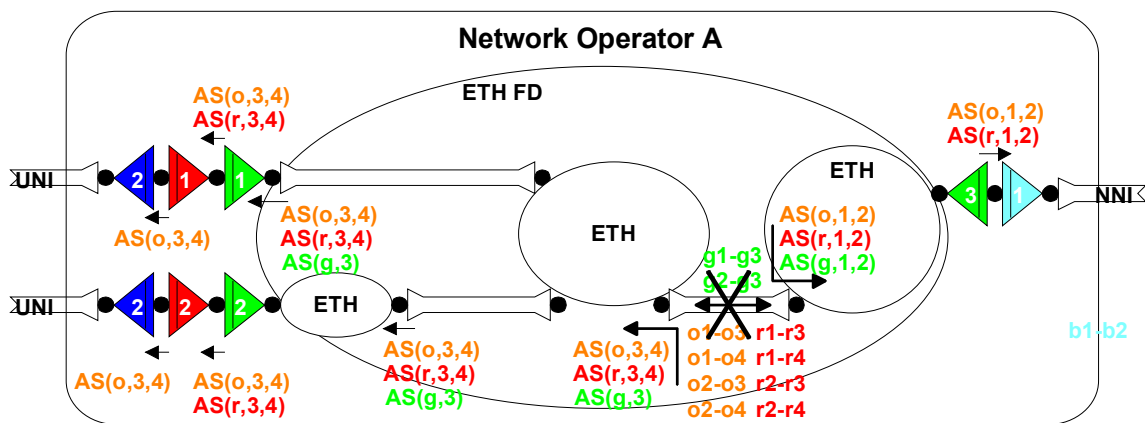 Network Operator A
ETH FD
AS(o,3,4)
AS(r,3,4)
AS(o,1,2)
AS(r,1,2)
UNI
2
1
1
ETH
3
1
NNI
AS(o,3,4)
AS(o,3,4)
AS(r,3,4)
AS(g,3)
ETH
AS(o,1,2)
AS(r,1,2)
AS(g,1,2)
g1-g3
g2-g3
UNI
2
2
2
ETH
b1-b2
o1-o3 r1-r3
o1-o4 r1-r4
o2-o3 r2-r3
o2-o4 r2-r4
AS(o,3,4)
AS(r,3,4)
AS(g,3)
AS(o,3,4)
AS(r,3,4)
AS(g,3)
AS(o,3,4)
AS(o,3,4)
AS(r,3,4)